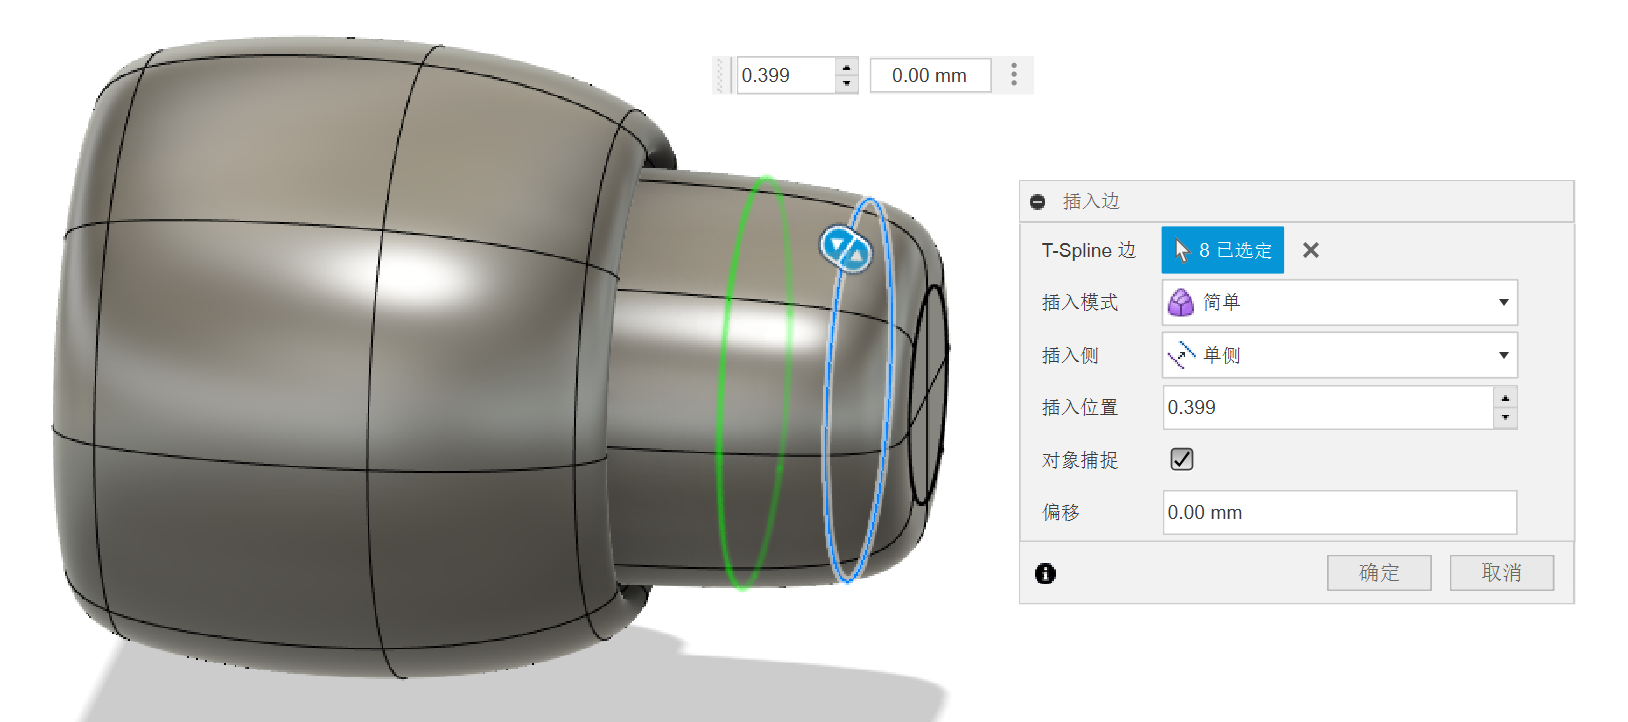 0.399 0.00 mm
插入边
T-Spline 边 8 已选定
插入模式 简单
插入侧 单侧
插入位置 0.399
对象捕捉
偏移 0.00 mm
确定 取消